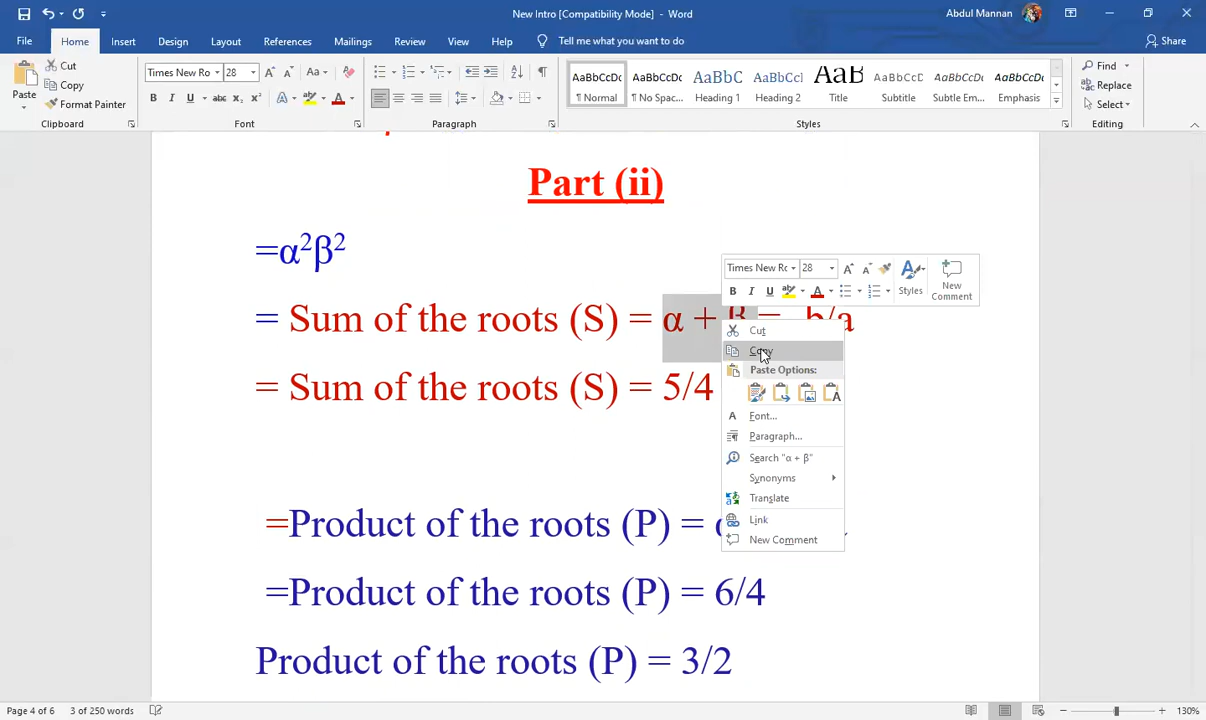 New Intro [Compatibility Mode] - Word
Abdul Mannan
File Home Insert Design Layout References Mailings Review View Help Tell me what you want to do Share
Paste
Cut
Copy
Format Painter
Clipboard
Times New Ro 28
Font
Paragraph
AaBbCcDc AaBbCcDc AaBbC AaBbCc AaB AaBbCcD AaBbCcDc AaBbCcDc
¶ Normal ¶ No Spac... Heading 1 Heading 2 Title Subtitle Subtle Em... Emphasis
Styles
Find
Replace
Select
Editing
Part (ii)
=α²β²
= Sum of the roots (S) = α + β = -b/a
= Sum of the roots (S) = 5/4
=Product of the roots (P) =
=Product of the roots (P) = 6/4
Product of the roots (P) = 3/2
Times New Rc 28
Styles
New Comment
Cut
Copy
Paste Options:
Font...
Paragraph...
Search "α + β"
Synonyms
Translate
Link
New Comment
Page 4 of 6 3 of 250 words
130%